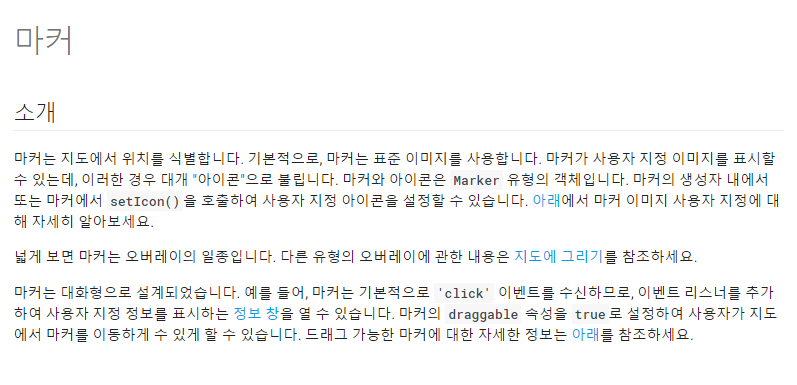 마커
소개
마커는 지도에서 위치를 식별합니다. 기본적으로, 마커는 표준 이미지를 사용합니다. 마커가 사용자 지정 이미지를 표시할
수 있는데, 이러한 경우 대개 "아이콘"으로 불립니다. 마커와 아이콘은 Marker 유형의 객체입니다. 마커의 생성자 내에서
또는 마커에서 setIcon()을 호출하여 사용자 지정 아이콘을 설정할 수 있습니다. 아래에서 마커 이미지 사용자 지정에 대
해 자세히 알아보세요.
넓게 보면 마커는 오버레이의 일종입니다. 다른 유형의 오버레이에 관한 내용은 지도에 그리기를 참조하세요.
마커는 대화형으로 설계되었습니다. 예를 들어, 마커는 기본적으로 'click' 이벤트를 수신하므로, 이벤트 리스너를 추가
하여 사용자 지정 정보를 표시하는 정보 창을 열 수 있습니다. 마커의 draggable 속성을 true로 설정하여 사용자가 지도
에서 마커를 이동하게 수 있게 할 수 있습니다. 드래그 가능한 마커에 대한 자세한 정보는 아래를 참조하세요.